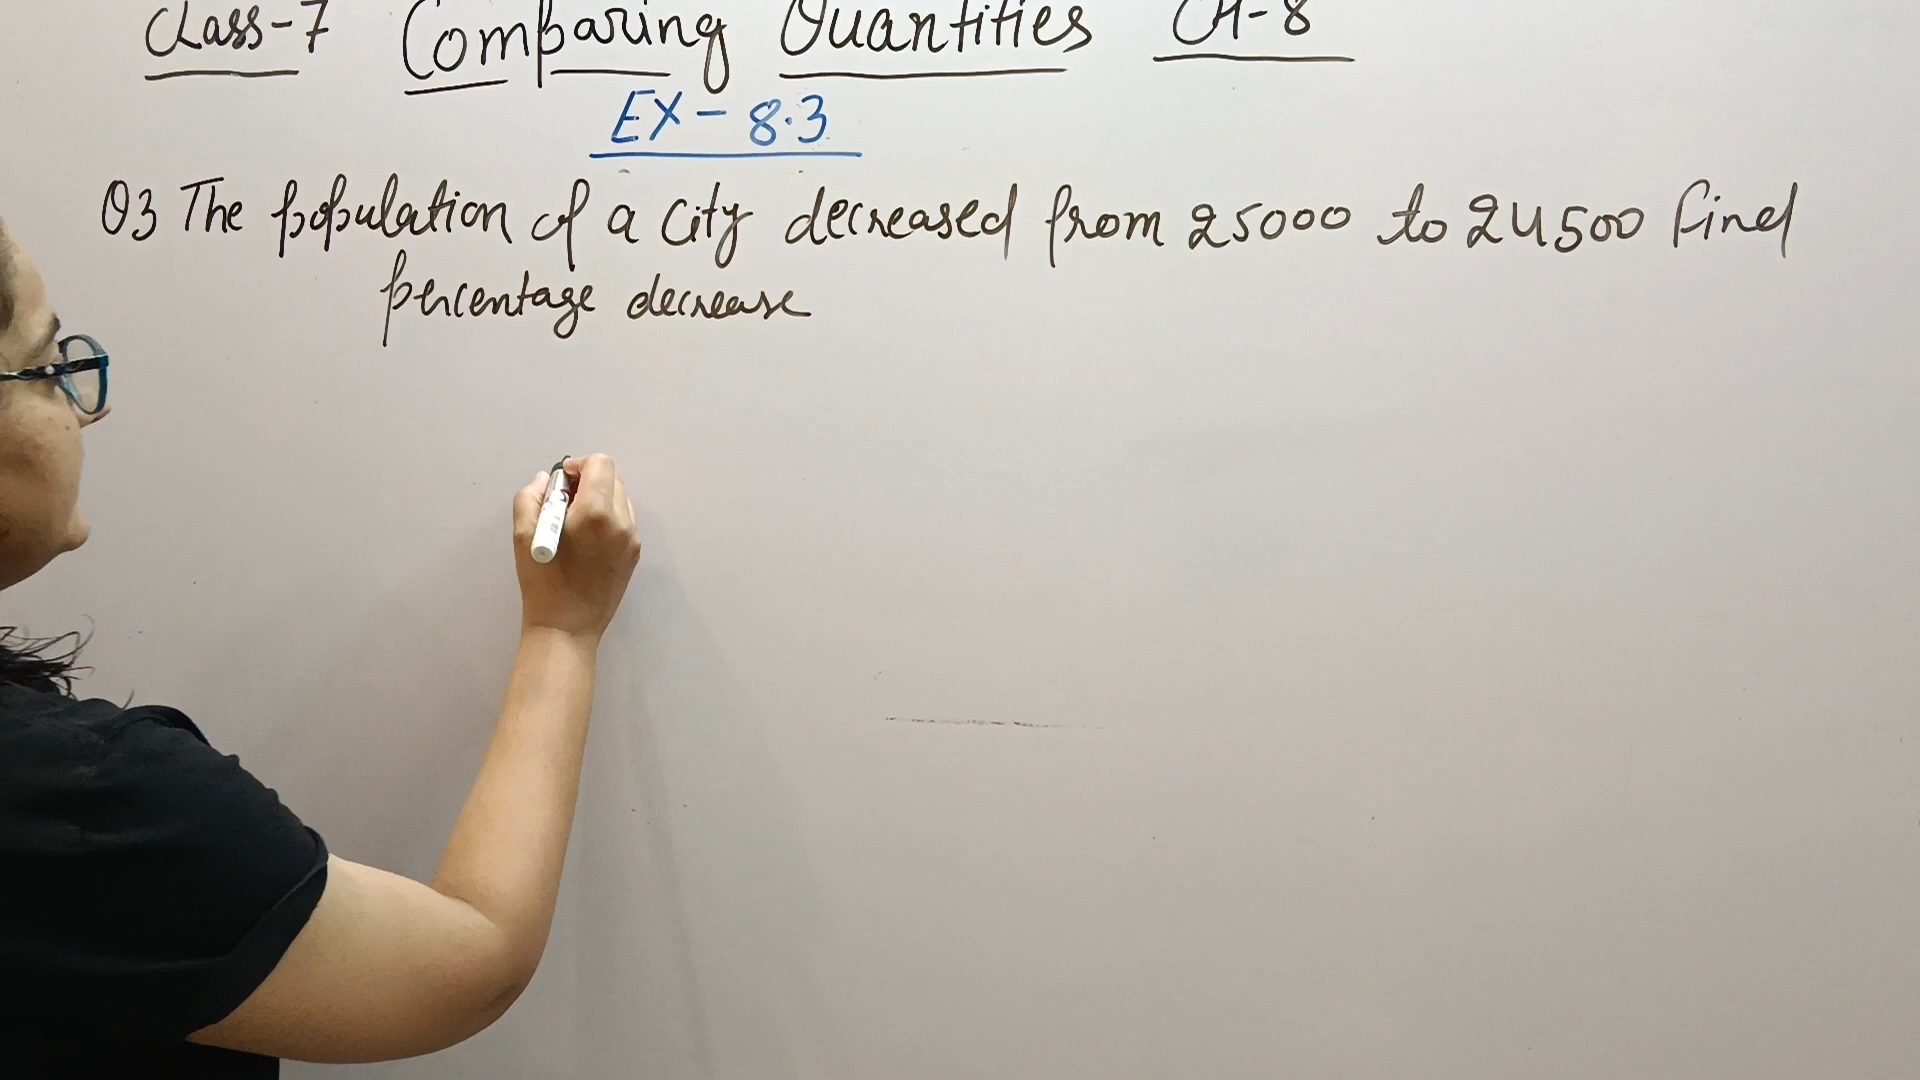 Class-7 Comparing Quantities CH-8
EX-8.3
Q3 The population of a City decreased from 25000 to 24500 find
percentage decrease